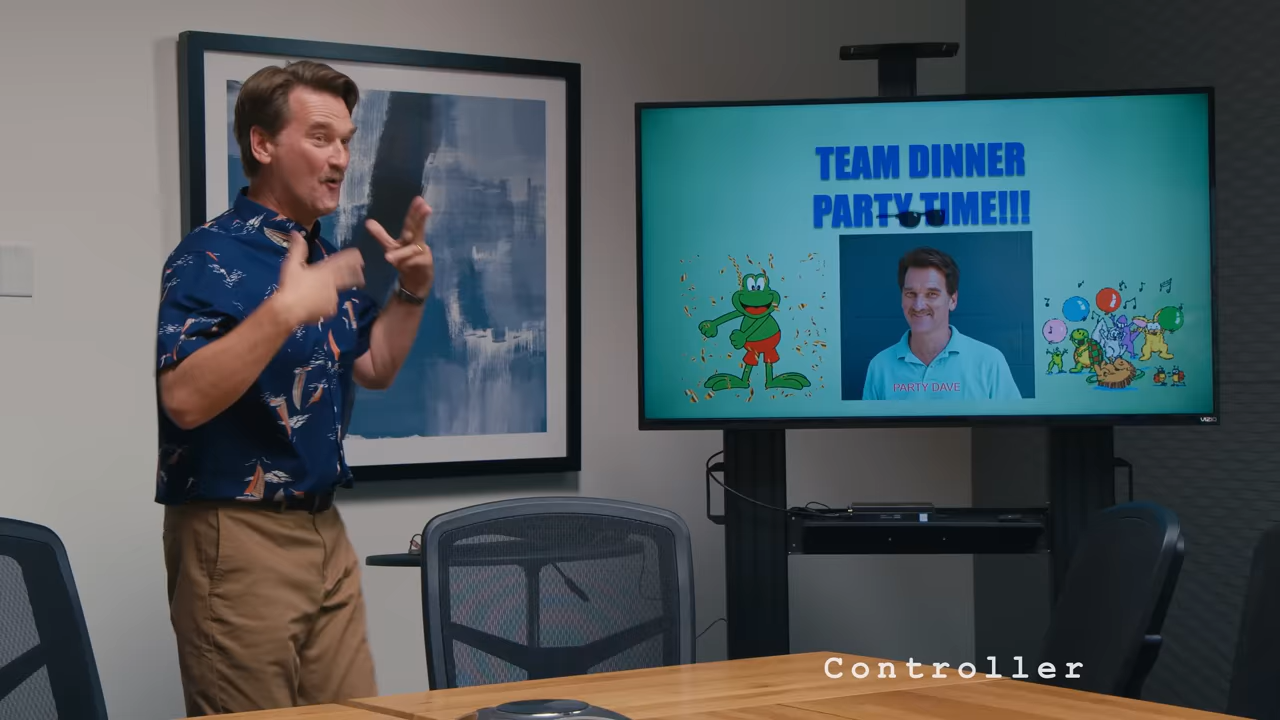 TEAM DINNER
PARTY TIME!!!
PARTY DAVE
VIZIO
Controller